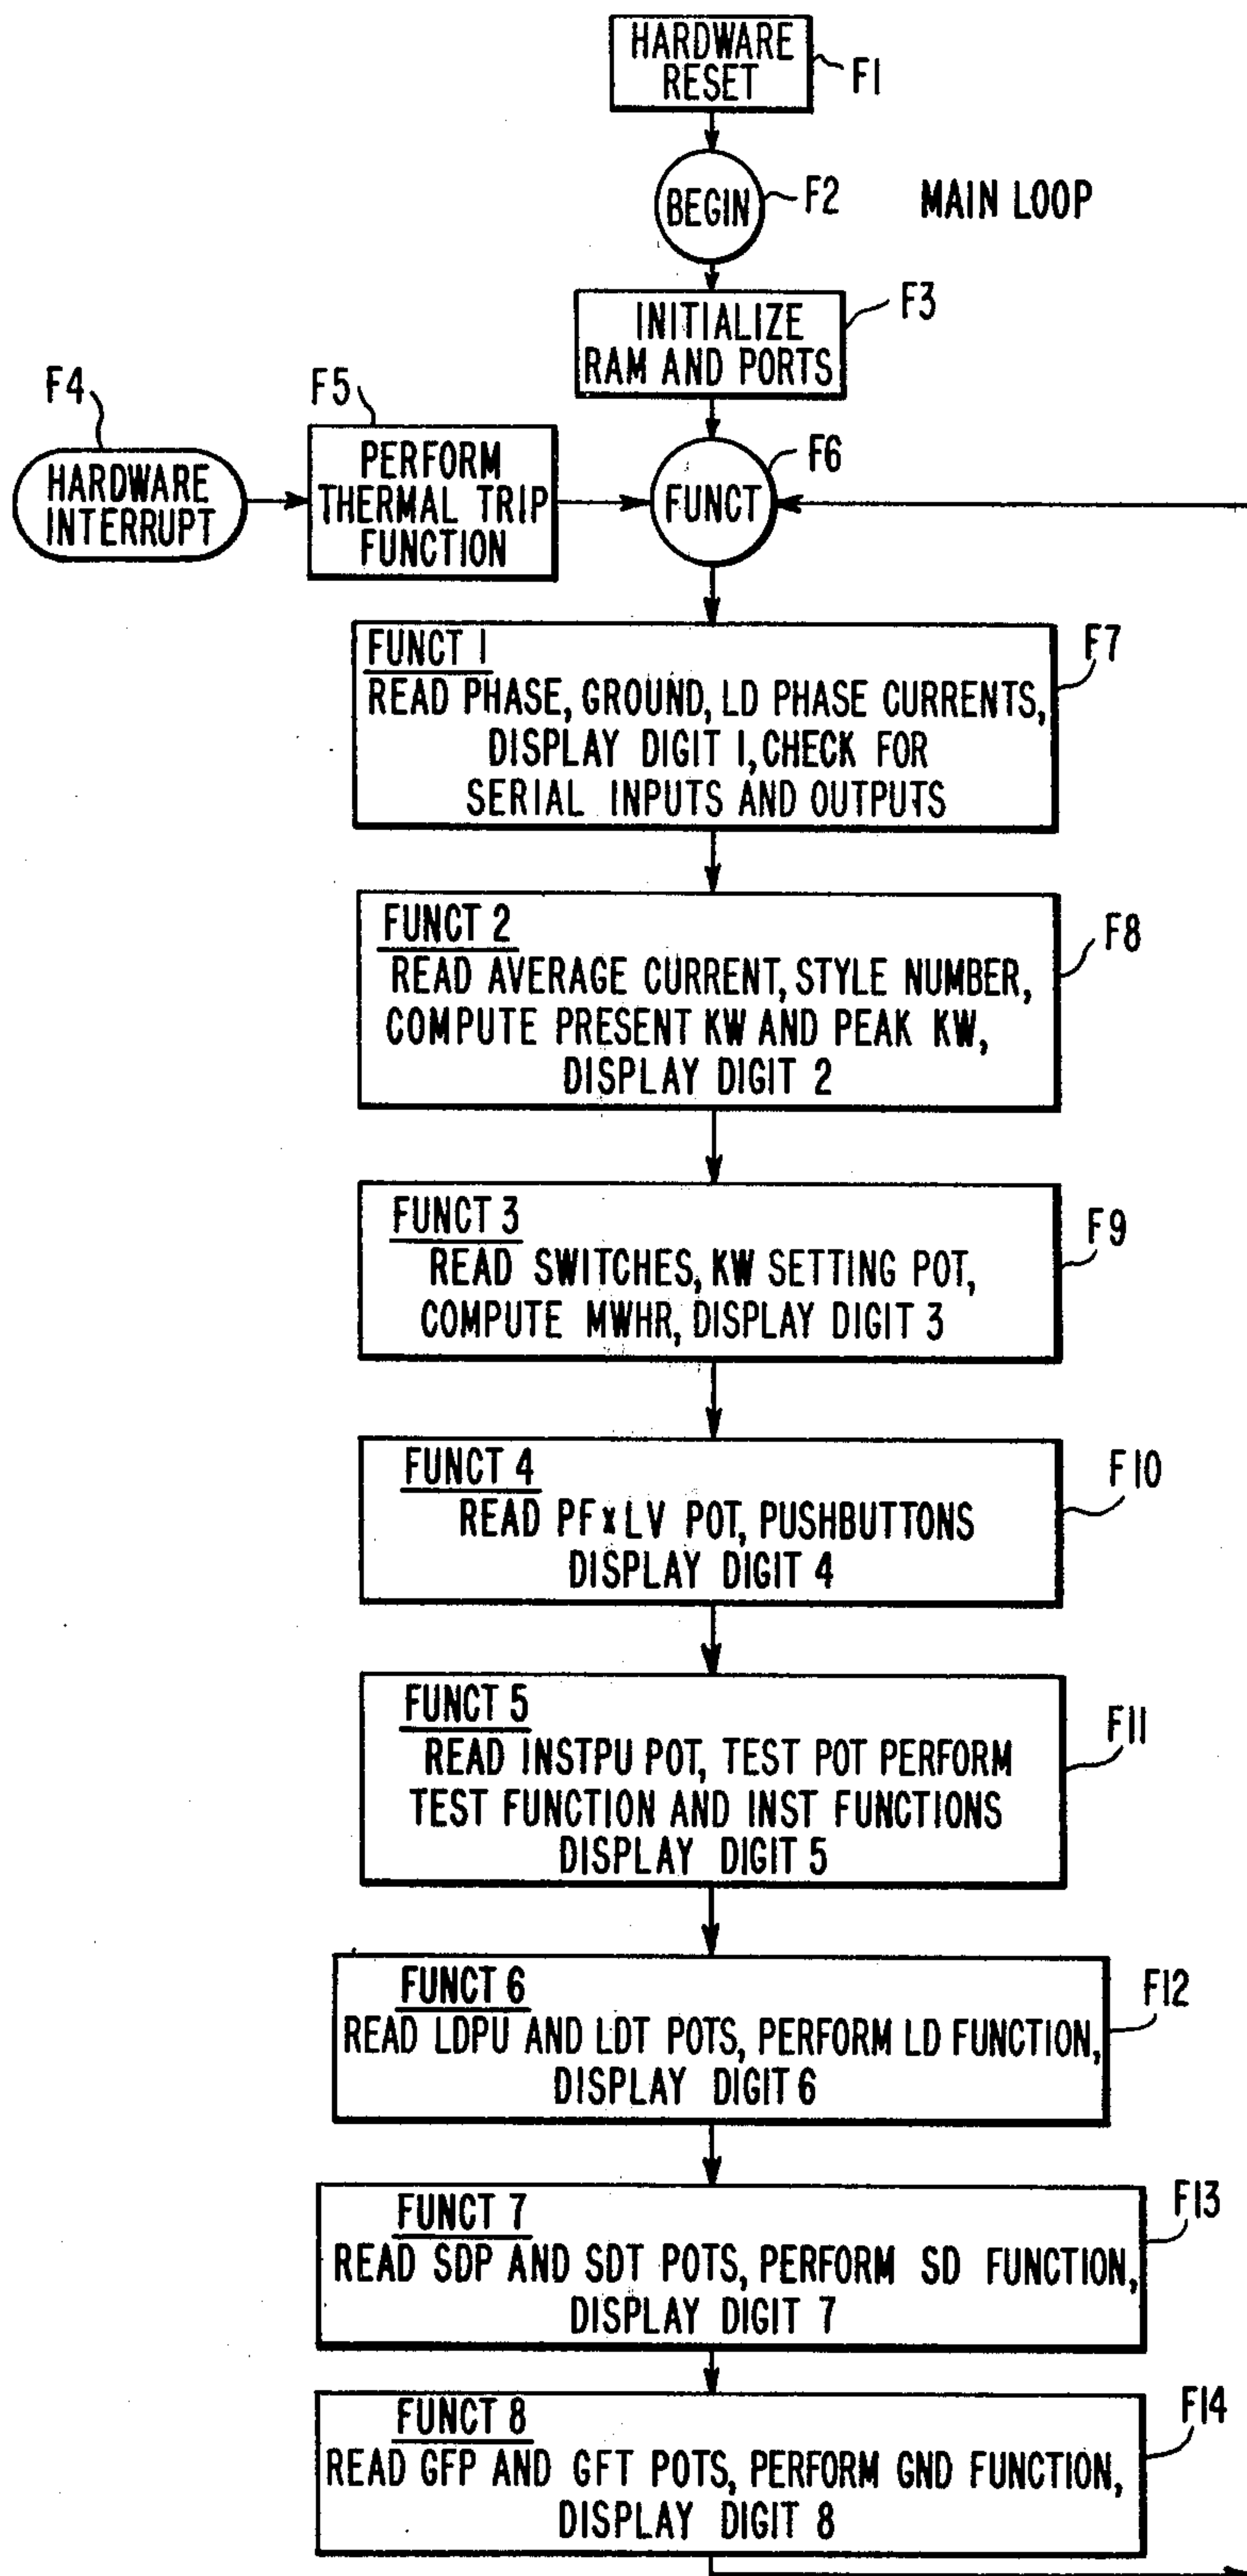 HARDWARE
RESET
F1
BEGIN
F2
MAIN LOOP
INITIALIZE
RAM AND PORTS
F3
F4
HARDWARE
INTERRUPT
F5
PERFORM
THERMAL TRIP
FUNCTION
FUNCT
F6
FUNCT 1
READ PHASE, GROUND, LD PHASE CURRENTS,
DISPLAY DIGIT 1, CHECK FOR
SERIAL INPUTS AND OUTPUTS
F7
FUNCT 2
READ AVERAGE CURRENT, STYLE NUMBER,
COMPUTE PRESENT KW AND PEAK KW,
DISPLAY DIGIT 2
F8
FUNCT 3
READ SWITCHES, KW SETTING POT,
COMPUTE MWHR, DISPLAY DIGIT 3
F9
FUNCT 4
READ PF x LV POT, PUSHBUTTONS
DISPLAY DIGIT 4
F10
FUNCT 5
READ INSTPU POT, TEST POT PERFORM
TEST FUNCTION AND INST FUNCTIONS
DISPLAY DIGIT 5
F11
FUNCT 6
READ LDPU AND LDT POTS, PERFORM LD FUNCTION,
DISPLAY DIGIT 6
F12
FUNCT 7
READ SDP AND SDT POTS, PERFORM SD FUNCTION,
DISPLAY DIGIT 7
F13
FUNCT 8
READ GFP AND GFT POTS, PERFORM GND FUNCTION,
DISPLAY DIGIT 8
F14